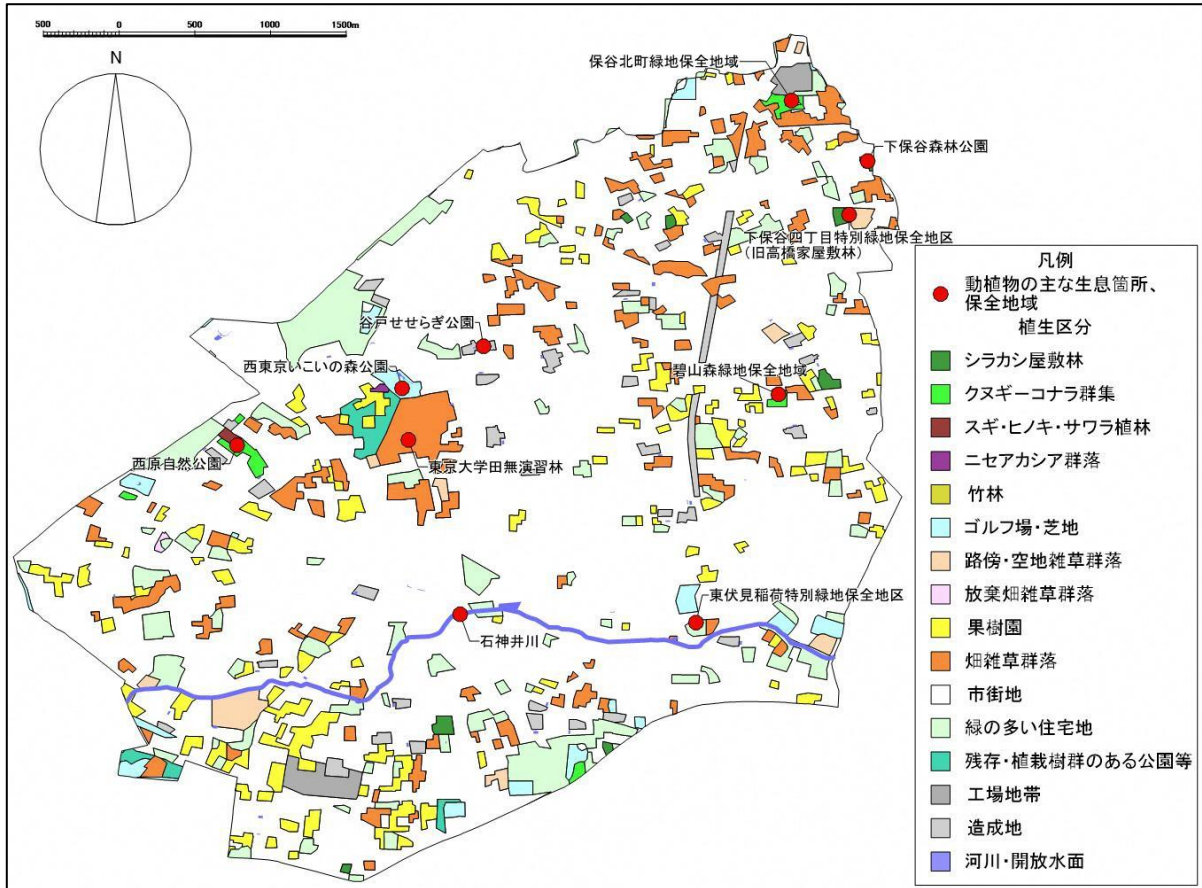 500 0 500 1000 1500m
N
保谷北町緑地保全地域
下保谷森林公園
下保谷四丁目特別緑地保全地区
(旧高橋家屋敷林)
谷戸せせらぎ公園
西東京いこいの森公園
碧山森緑地保全地域
西原自然公園
東京大学田無演習林
東伏見稲荷特別緑地保全地区
石神井川
凡例
動植物の主な生息箇所、
保全地域
植生区分
シラカシ屋敷林
クヌギーコナラ群集
スギ・ヒノキ・サワラ植林
ニセアカシア群落
竹林
ゴルフ場・芝地
路傍・空地雑草群落
放棄畑雑草群落
果樹園
畑雑草群落
市街地
緑の多い住宅地
残存・植栽樹群のある公園等
工場地帯
造成地
河川・開放水面